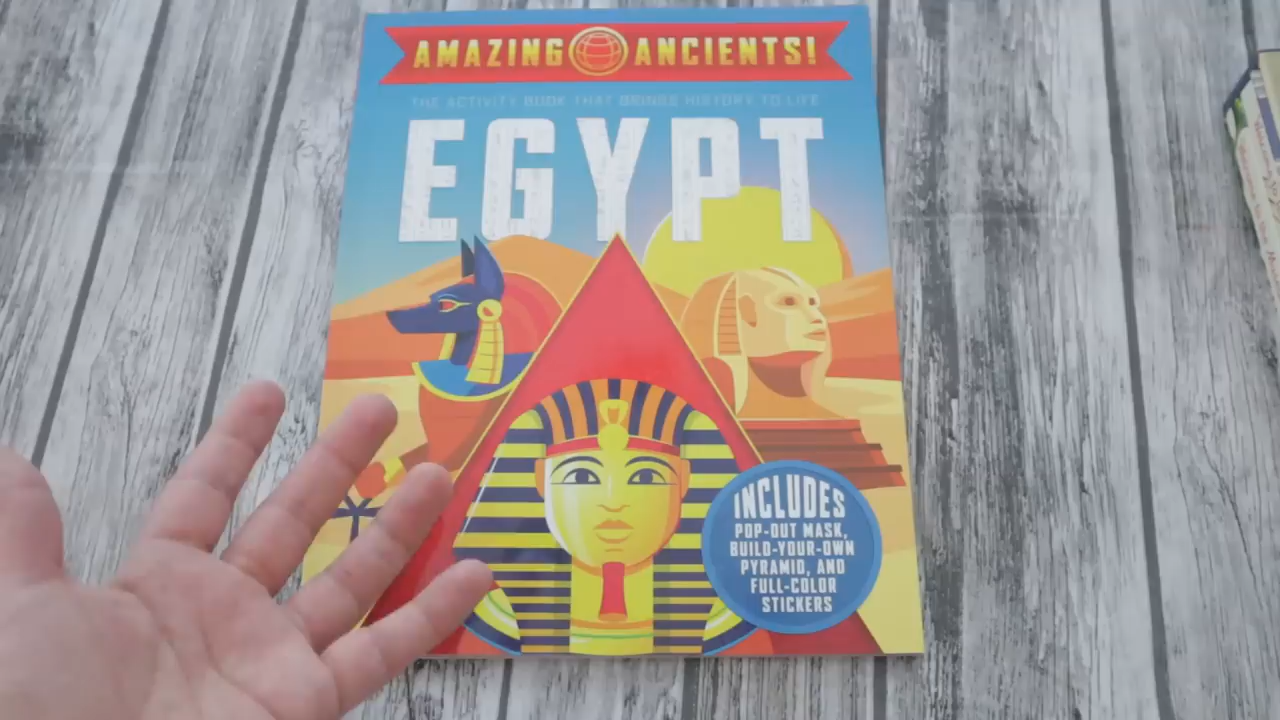 AMAZING ANCIENTS!
THE ACTIVITY BOOK THAT BRINGS HISTORY TO LIFE
EGYPT
INCLUDES
POP-OUT MASK,
BUILD-YOUR-OWN
PYRAMID, AND
FULL-COLOR
STICKERS